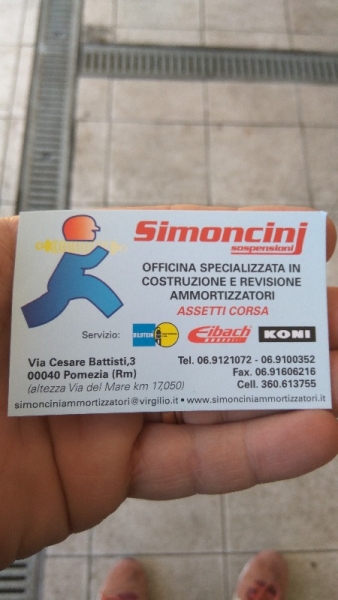 Simoncini
sospensioni
OFFICINA SPECIALIZZATA IN
COSTRUZIONE E REVISIONE
AMMORTIZZATORI
ASSETTI CORSA
Servizio: BILSTEIN Eibach KONI
Via Cesare Battisti,3
00040 Pomezia (Rm)
(altezza Via del Mare km 17,050)
Tel. 06.9121072 - 06.9100352
Fax. 06.91606216
Cell. 360.613755
simonciniammortizzatori@virgilio.it • www.simonciniammortizzatori.it